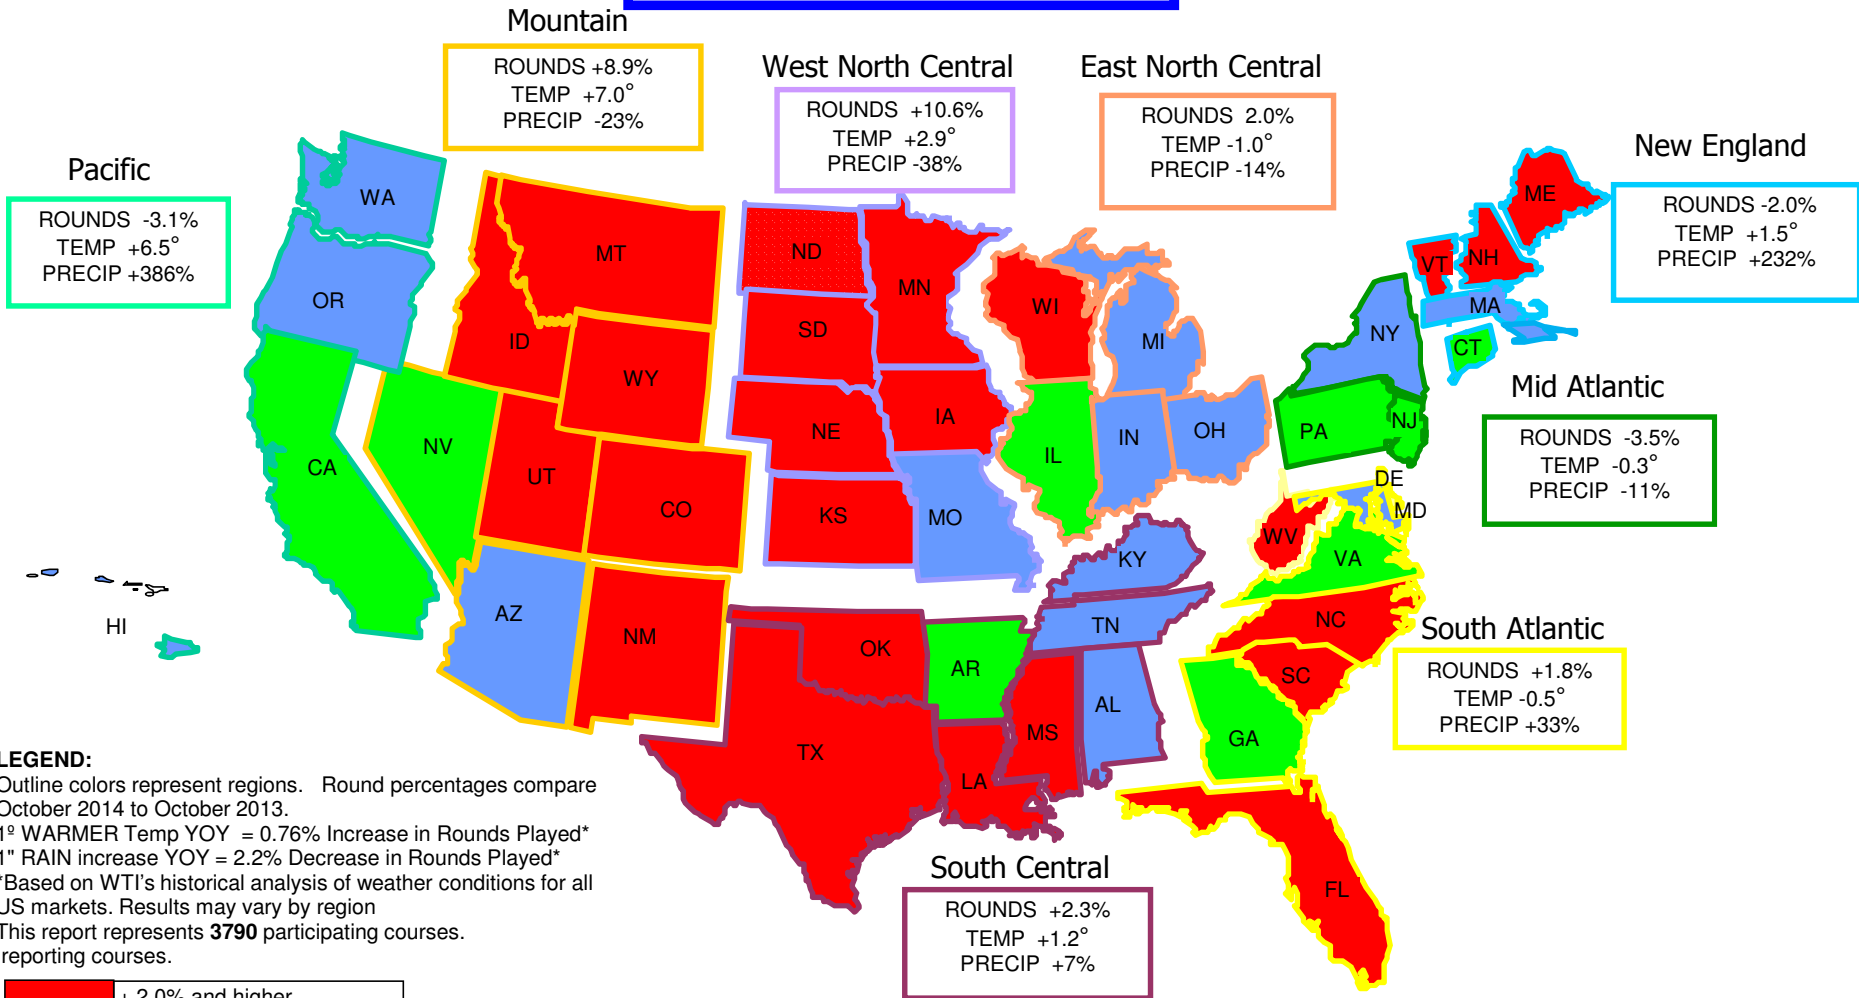 Mountain
ROUNDS +8.9%
TEMP +7.0°
PRECIP -23%
West North Central
ROUNDS +10.6%
TEMP +2.9°
PRECIP -38%
East North Central
ROUNDS 2.0%
TEMP -1.0°
PRECIP -14%
New England
ROUNDS -2.0%
TEMP +1.5°
PRECIP +232%
Pacific
ROUNDS -3.1%
TEMP +6.5°
PRECIP +386%
Mid Atlantic
ROUNDS -3.5%
TEMP -0.3°
PRECIP -11%
South Atlantic
ROUNDS +1.8%
TEMP -0.5°
PRECIP +33%
South Central
ROUNDS +2.3%
TEMP +1.2°
PRECIP +7%
WA
OR
CA
HI
MT
ID
WY
NV
UT
CO
AZ
NM
ND
SD
NE
KS
MN
IA
MO
WI
MI
IL
IN
OH
ME
VT
NH
MA
CT
NY
PA
NJ
DE
MD
WV
VA
NC
SC
GA
FL
KY
TN
AL
MS
AR
LA
OK
TX
LEGEND:
Outline colors represent regions. Round percentages compare
October 2014 to October 2013.
1º WARMER Temp YOY = 0.76% Increase in Rounds Played*
1" RAIN increase YOY = 2.2% Decrease in Rounds Played*
*Based on WTI's historical analysis of weather conditions for all
US markets. Results may vary by region
This report represents 3790 participating courses.
reporting courses.
+ 2.0% and higher